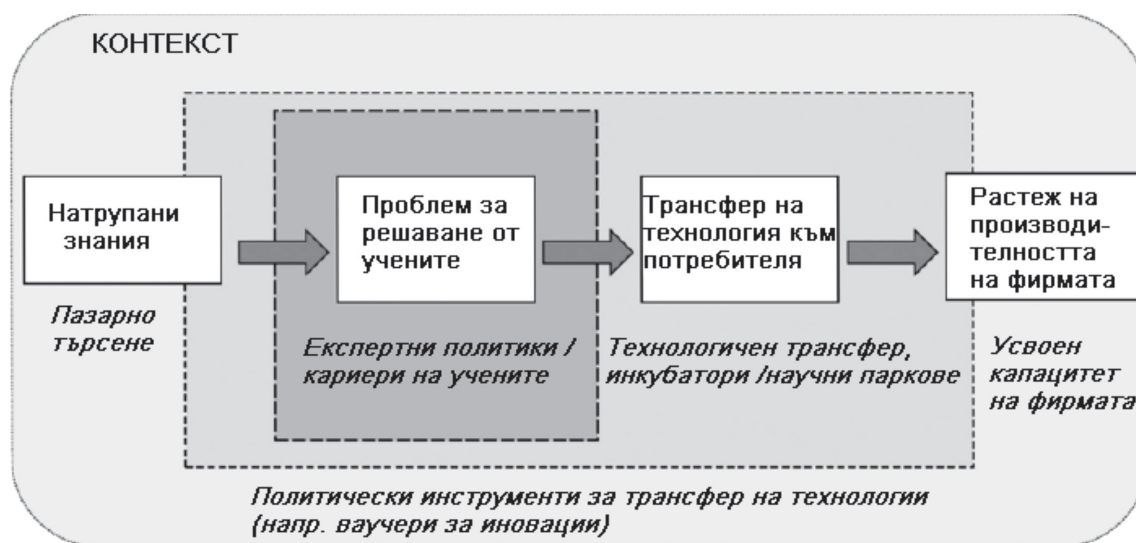 КОНТЕКСТ
Натрупани
знания
Проблем за
решаване от
учените
Трансфер на
технология към
потребителя
Растеж на
производи-
телността
на фирмата
Пазарно
търсене
Експертни политики /
кариери на учените
Технологичен трансфер,
инкубатори /научни паркове
Усвоен
капацитет
на фирмата
Политически инструменти за трансфер на технологии
(напр. ваучери за иновации)